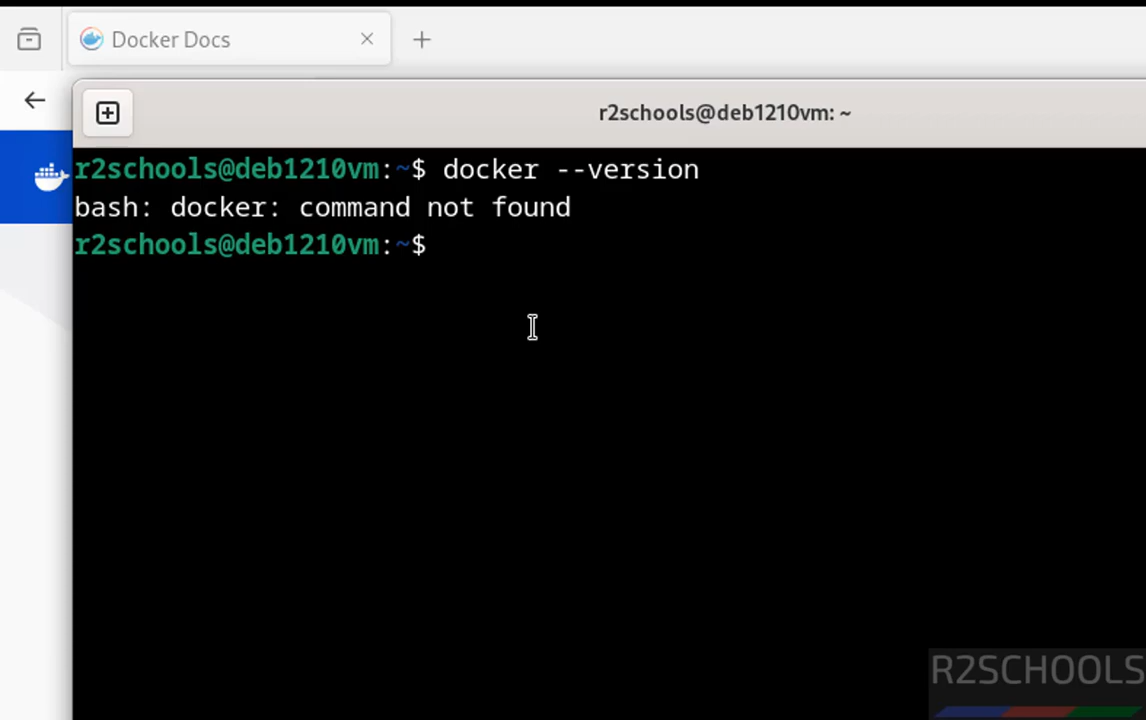 Docker Docs
r2schools@deb1210vm: ~
r2schools@deb1210vm:~$ docker --version
bash: docker: command not found
r2schools@deb1210vm:~$
R2SCHOOLS